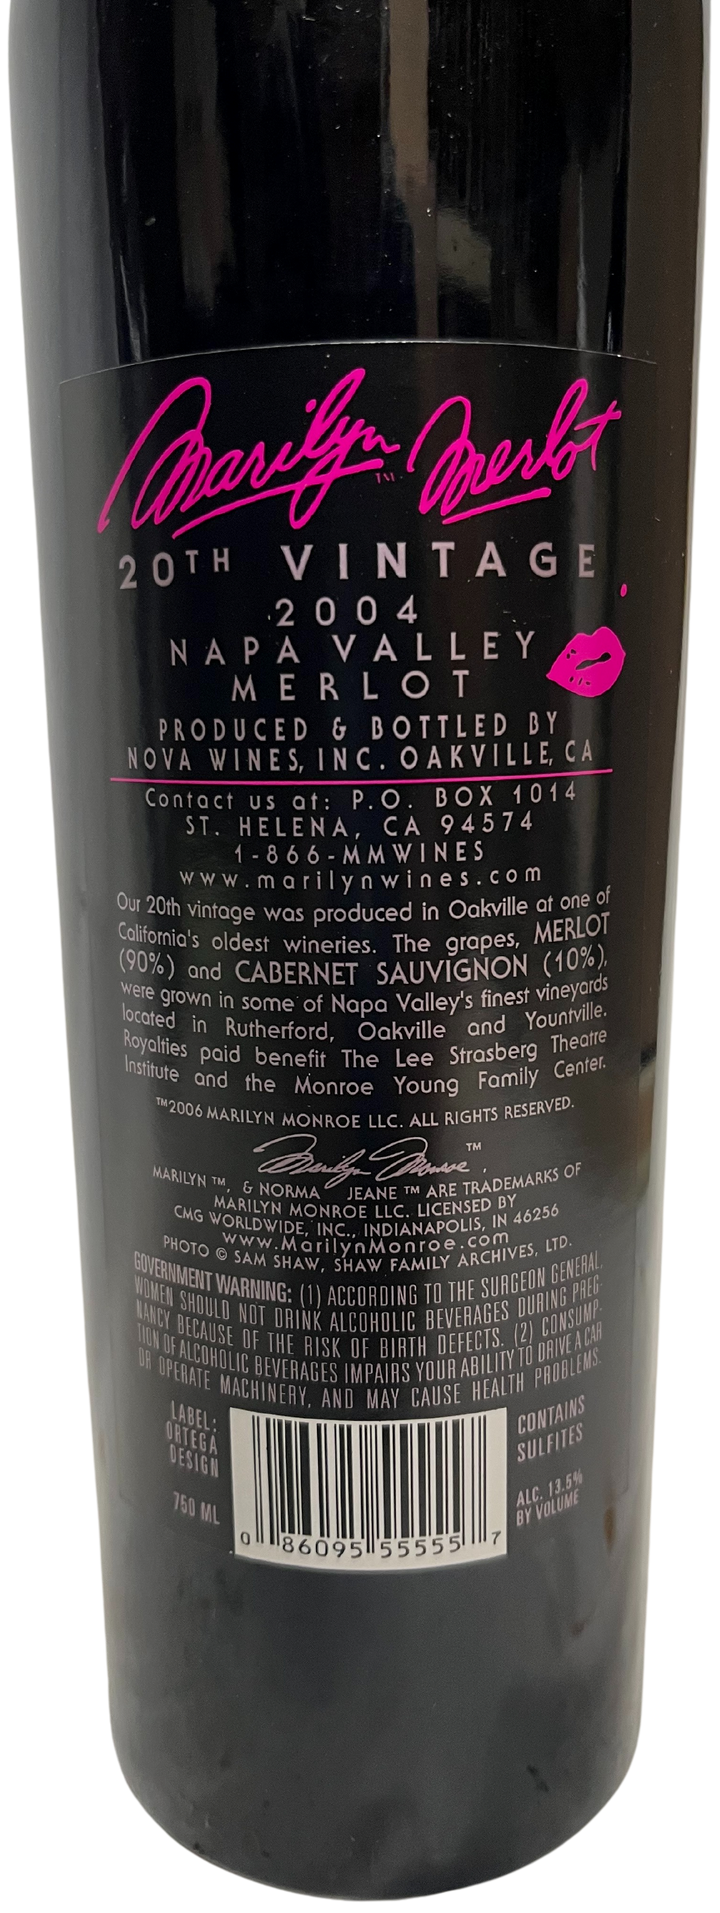 Marilyn™ Merlot
20TH VINTAGE
2004
NAPA VALLEY
MERLOT
PRODUCED & BOTTLED BY
NOVA WINES, INC. OAKVILLE, CA
Contact us at: P.O. BOX 1014
ST. HELENA, CA 94574
1-866-MMWINES
www.marilynwines.com
Our 20th vintage was produced in Oakville at one of
California's oldest wineries. The grapes, MERLOT
(90%) and CABERNET SAUVIGNON (10%),
were grown in some of Napa Valley's finest vineyards
located in Rutherford, Oakville and Yountville.
Royalties paid benefit The Lee Strasberg Theatre
Institute and the Monroe Young Family Center.
™2006 MARILYN MONROE LLC. ALL RIGHTS RESERVED.
Marilyn Monroe™,
MARILYN™, & NORMA JEANE™ ARE TRADEMARKS OF
MARILYN MONROE LLC. LICENSED BY
CMG WORLDWIDE, INC., INDIANAPOLIS, IN 46256
www.MarilynMonroe.com
PHOTO © SAM SHAW, SHAW FAMILY ARCHIVES, LTD.
GOVERNMENT WARNING: (1) ACCORDING TO THE SURGEON GENERAL,
WOMEN SHOULD NOT DRINK ALCOHOLIC BEVERAGES DURING PREG-
NANCY BECAUSE OF THE RISK OF BIRTH DEFECTS. (2) CONSUMP-
TION OF ALCOHOLIC BEVERAGES IMPAIRS YOUR ABILITY TO DRIVE A CAR
OR OPERATE MACHINERY, AND MAY CAUSE HEALTH PROBLEMS.
LABEL:
ORTEGA
DESIGN
750 ML
CONTAINS
SULFITES
ALC. 13.5%
BY VOLUME
0 86095 55555 7